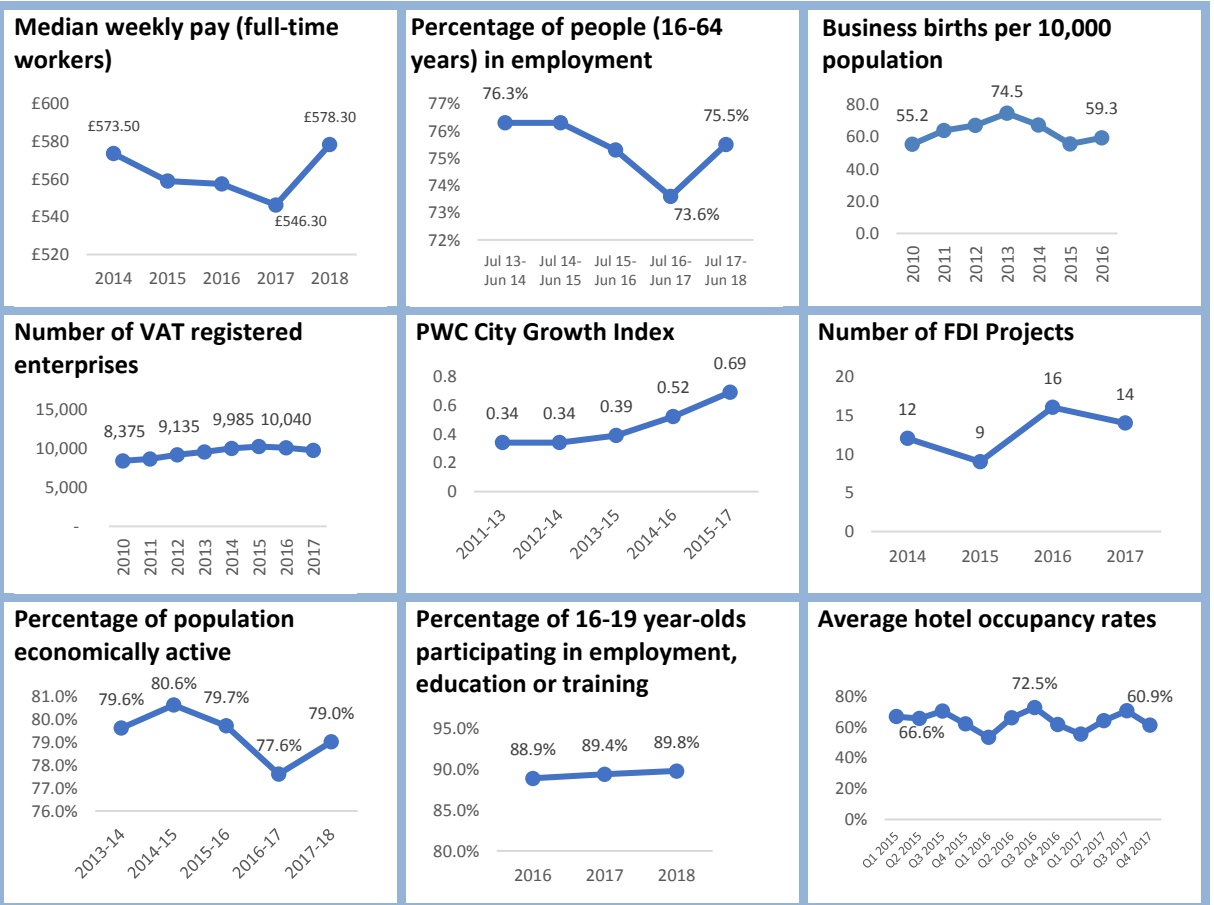 Median weekly pay (full-time
workers)
£600
£580
£560
£540
£520
£573.50
£546.30
£578.30
2014 2015 2016 2017 2018
Percentage of people (16-64
years) in employment
77%
76%
75%
74%
73%
72%
76.3%
73.6%
75.5%
Jul 13- Jul 14- Jul 15- Jul 16- Jul 17-
Jun 14 Jun 15 Jun 16 Jun 17 Jun 18
Business births per 10,000
population
80.0
60.0
40.0
20.0
0.0
55.2
74.5
59.3
2010 2011 2012 2013 2014 2015 2016
Number of VAT registered
enterprises
15,000
10,000
5,000
-
8,375 9,135 9,985 10,040
2010 2011 2012 2013 2014 2015 2016 2017
PWC City Growth Index
0.8
0.6
0.4
0.2
0
0.34 0.34 0.39 0.52 0.69
2011-13 2012-14 2013-15 2014-16 2015-17
Number of FDI Projects
20
15
10
5
0
12 9 16 14
2014 2015 2016 2017
Percentage of population
economically active
81.0%
80.0%
79.0%
78.0%
77.0%
76.0%
79.6% 80.6% 79.7% 77.6% 79.0%
2013-14 2014-15 2015-16 2016-17 2017-18
Percentage of 16-19 year-olds
participating in employment,
education or training
95.0%
90.0%
85.0%
80.0%
88.9% 89.4% 89.8%
2016 2017 2018
Average hotel occupancy rates
80%
60%
40%
20%
0%
66.6%
72.5%
60.9%
Q1 2015 Q2 2015 Q3 2015 Q4 2015 Q1 2016 Q2 2016 Q3 2016 Q4 2016 Q1 2017 Q2 2017 Q3 2017 Q4 2017